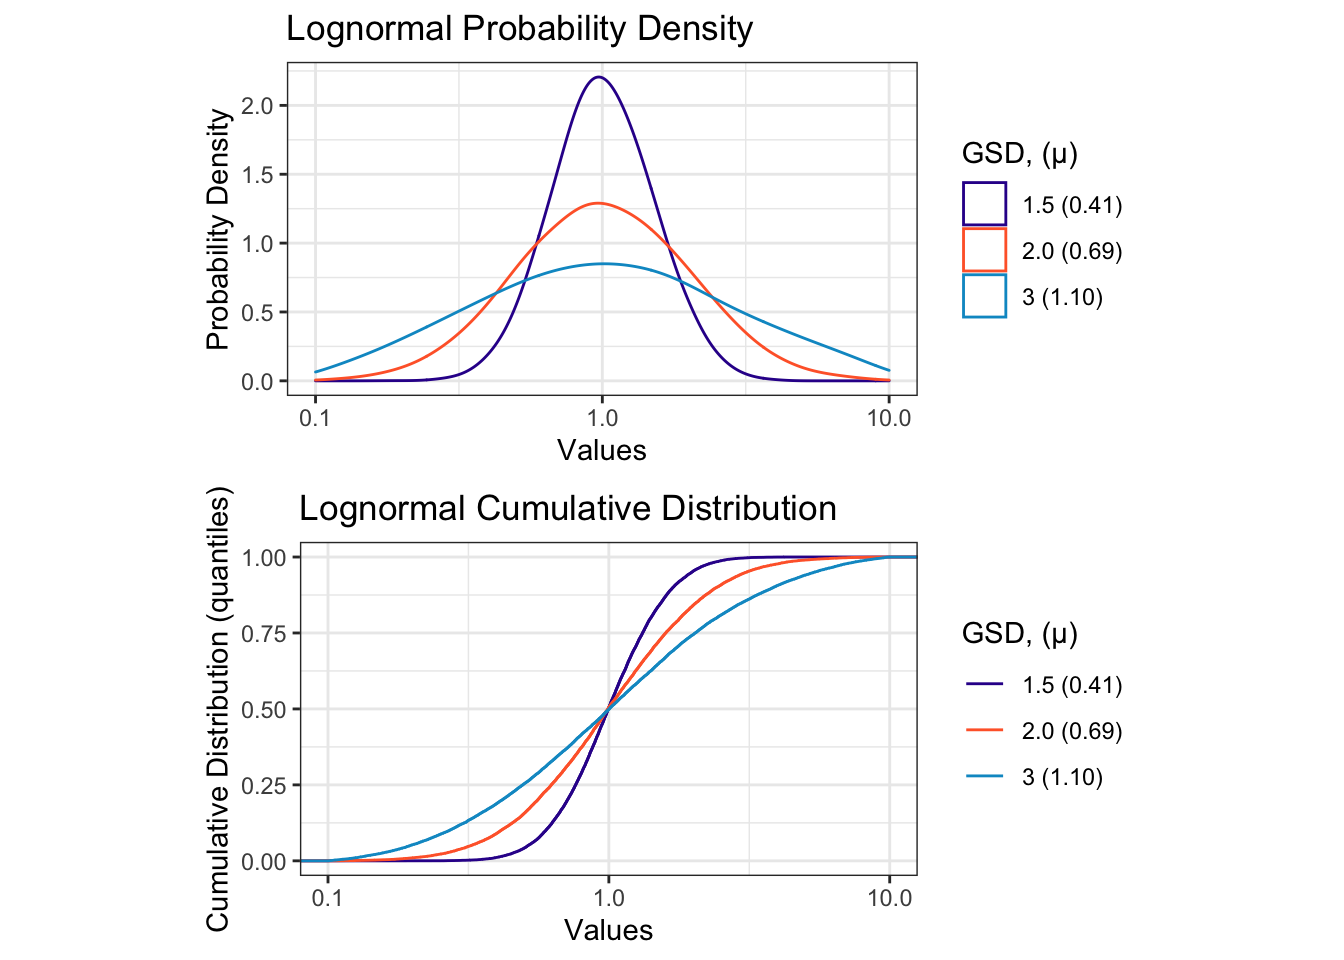 Lognormal Probability Density
Probability Density
2.0
1.5
1.0
0.5
0.0
0.1
1.0
10.0
Values
GSD, (μ)
1.5 (0.41)
2.0 (0.69)
3 (1.10)
Lognormal Cumulative Distribution
Cumulative Distribution (quantiles)
1.00
0.75
0.50
0.25
0.00
0.1
1.0
10.0
Values
GSD, (μ)
1.5 (0.41)
2.0 (0.69)
3 (1.10)